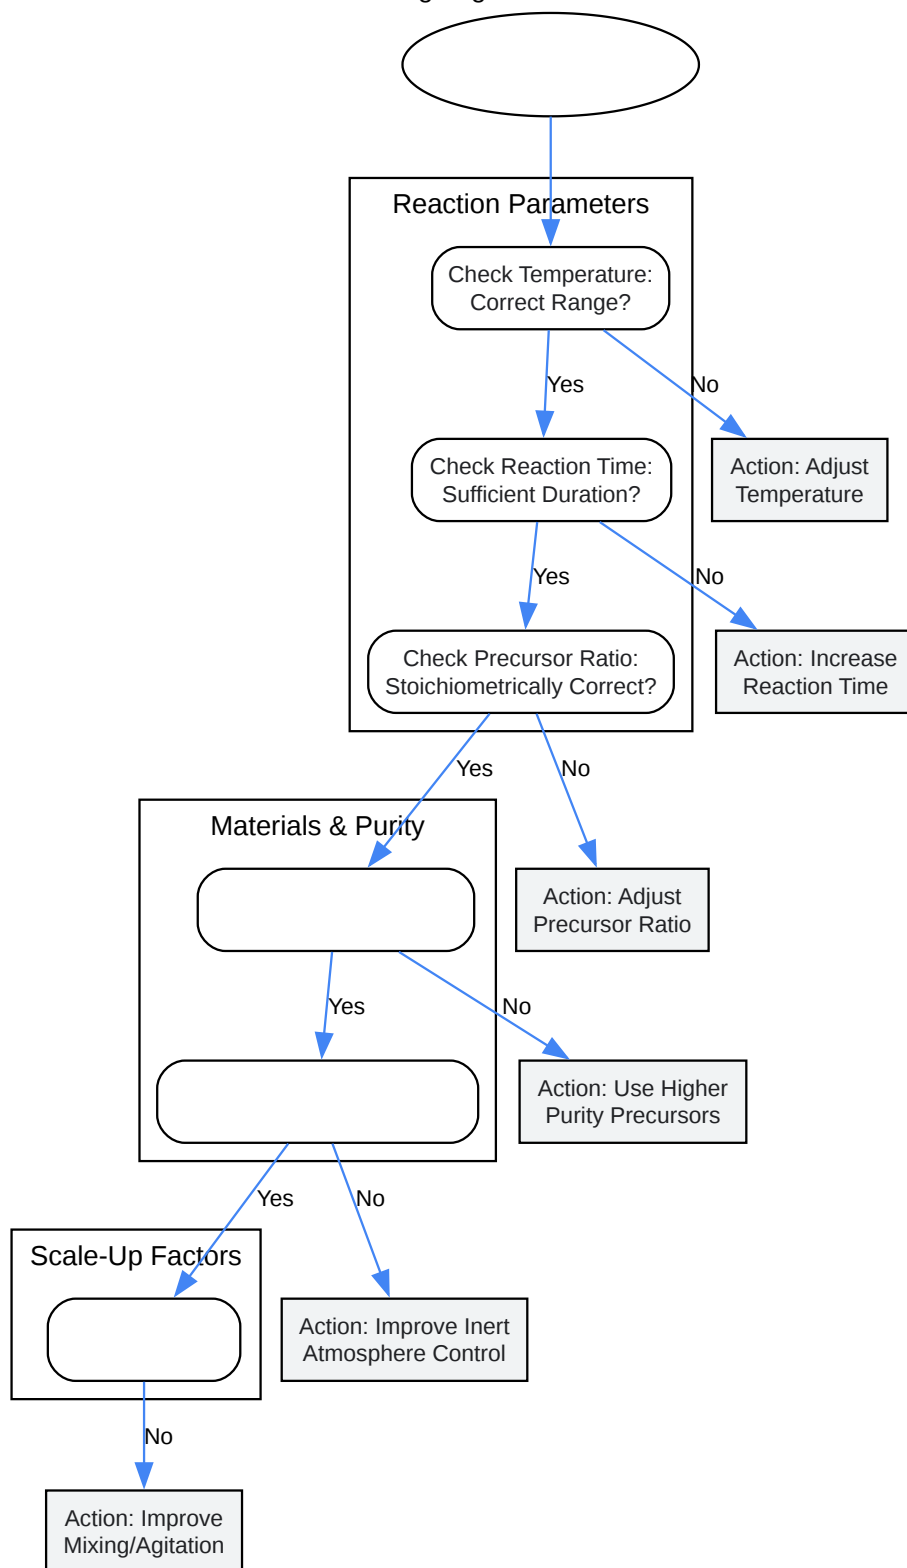 Reaction Parameters
Check Temperature:
Correct Range?
Yes
No
Check Reaction Time:
Sufficient Duration?
Action: Adjust
Temperature
Yes
No
Check Precursor Ratio:
Stoichiometrically Correct?
Action: Increase
Reaction Time
Yes
No
Materials & Purity
Action: Adjust
Precursor Ratio
Yes
No
Action: Use Higher
Purity Precursors
Yes
No
Scale-Up Factors
Action: Improve Inert
Atmosphere Control
No
Action: Improve
Mixing/Agitation